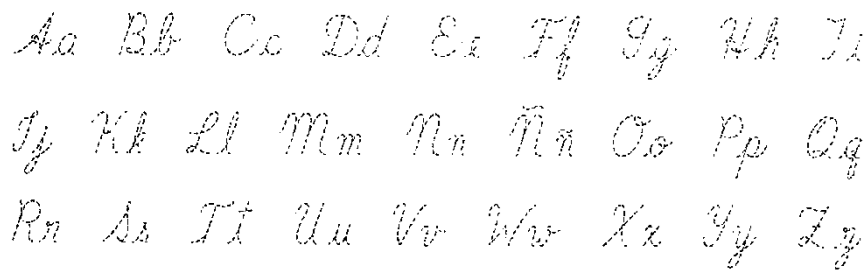 Aa Bb Cc Dd Ee Ff Gg Hh Ii
Jj Kk Ll Mm Nn Ññ Oo Pp Qq
Rr Ss Tt Uu Vv Ww Xx Yy Zz